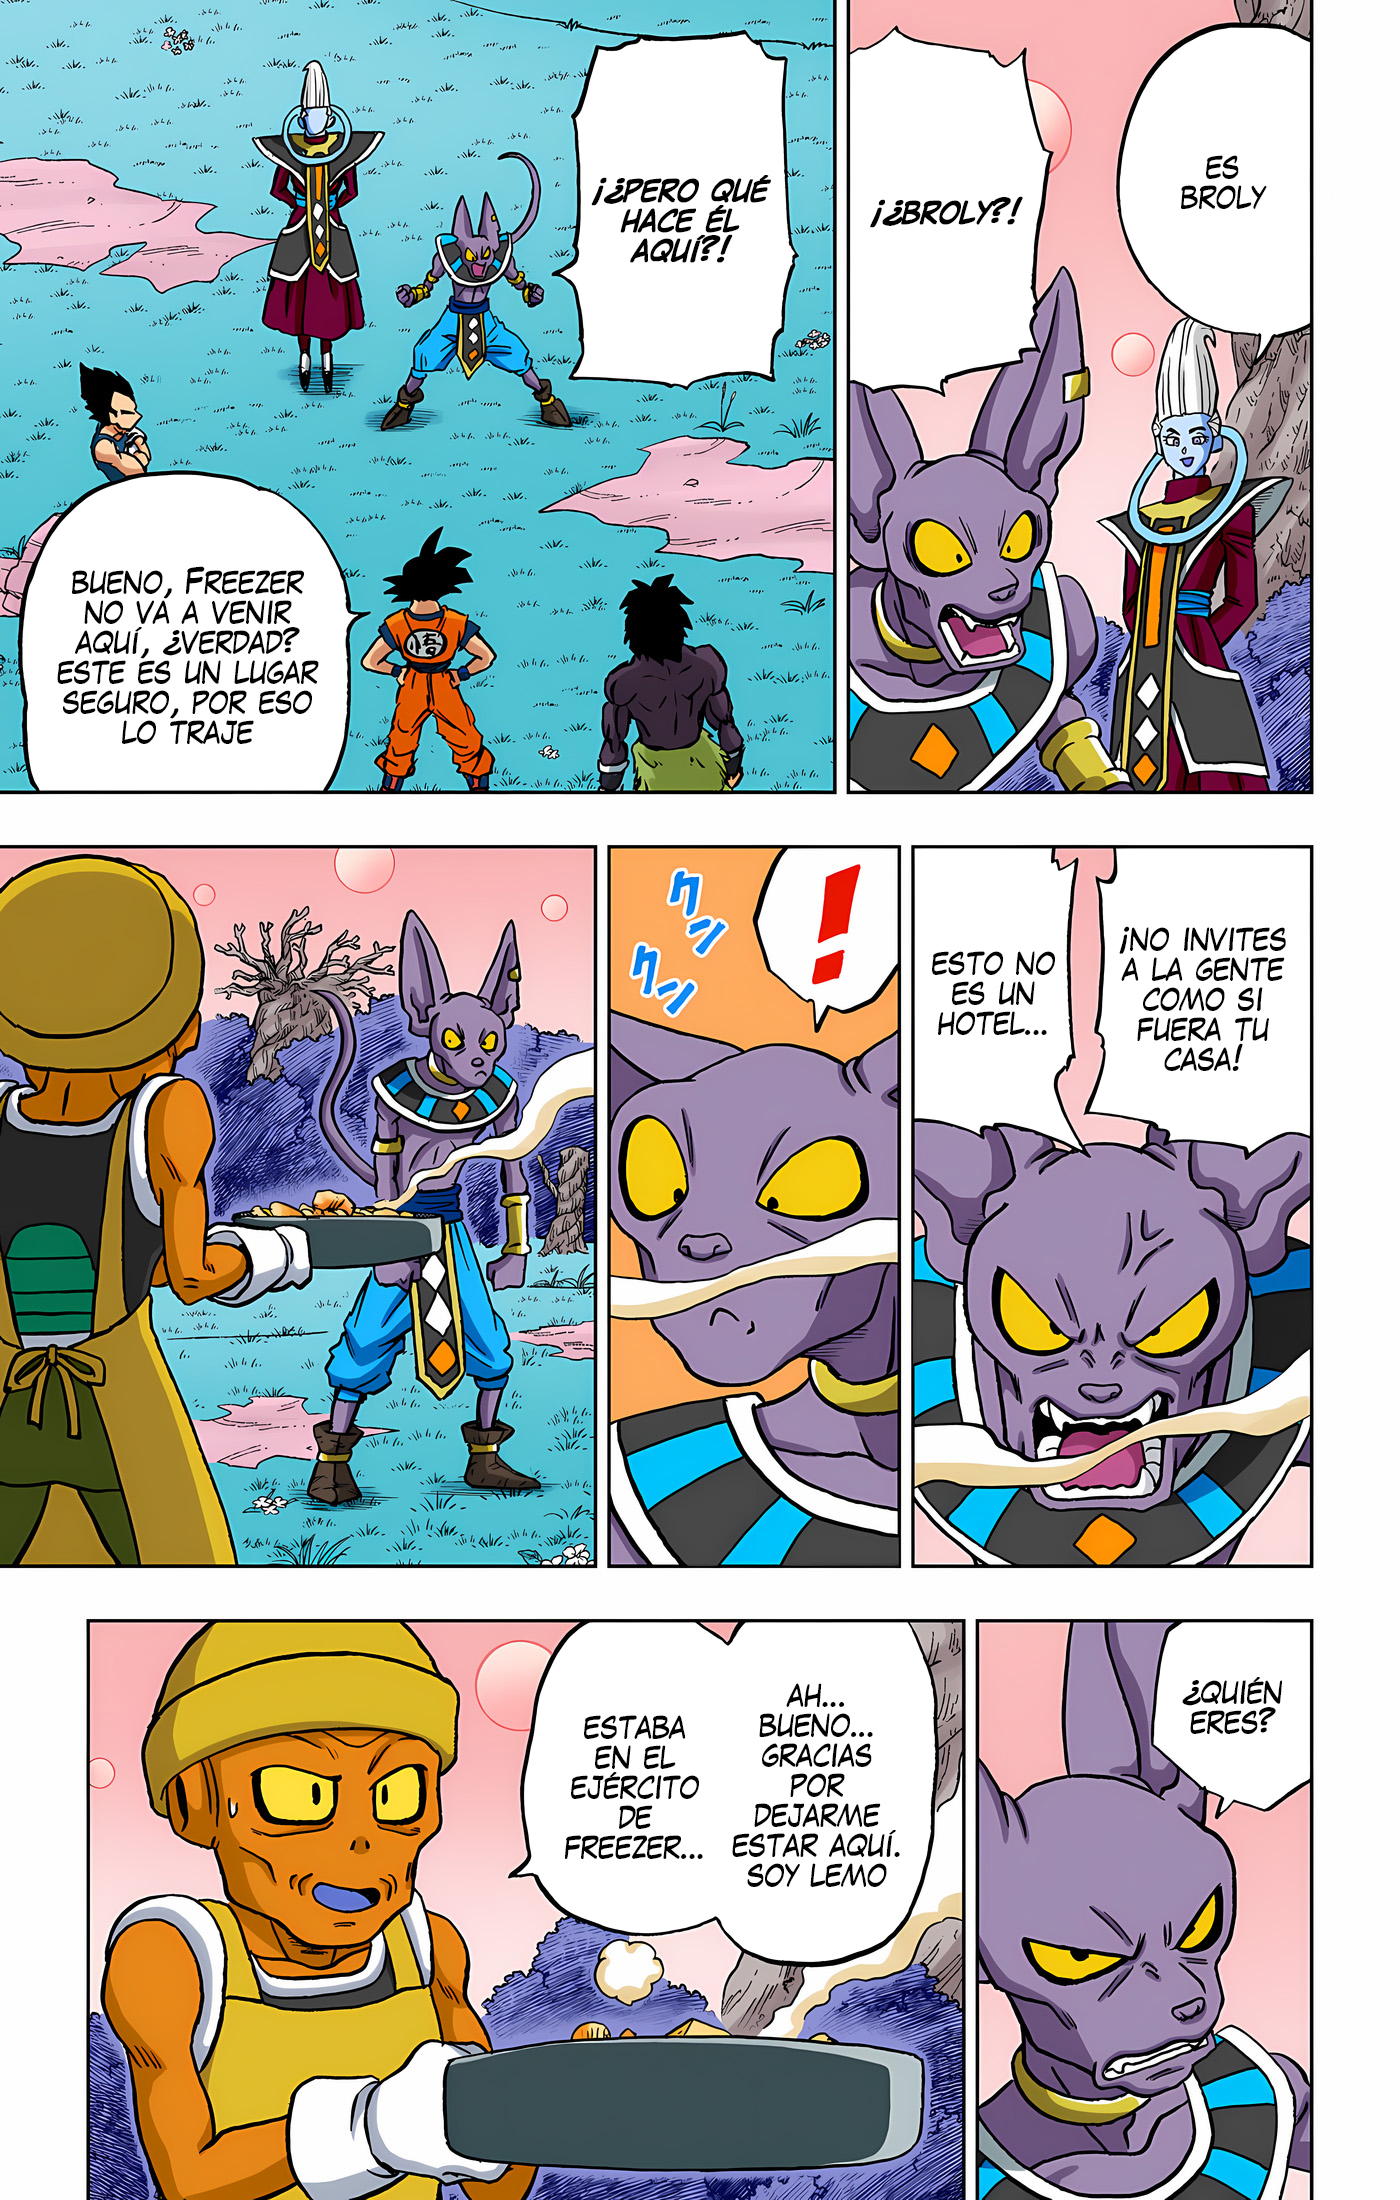 ES
BROLY
¡¿BROLY?!
¡¿PERO QUÉ
HACE ÉL
AQUÍ?!
BUENO, FREEZER
NO VA A VENIR
AQUÍ, ¿VERDAD?
ESTE ES UN LUGAR
SEGURO, POR ESO
LO TRAJE
悟
¡NO INVITES
A LA GENTE
COMO SI
FUERA TU
CASA!
ESTO NO
ES UN
HOTEL...
!
クン
クン
¿QUIÉN
ERES?
AH...
BUENO...
GRACIAS
POR
DEJARME
ESTAR AQUÍ.
SOY LEMO
ESTABA
EN EL
EJÉRCITO
DE
FREEZER...